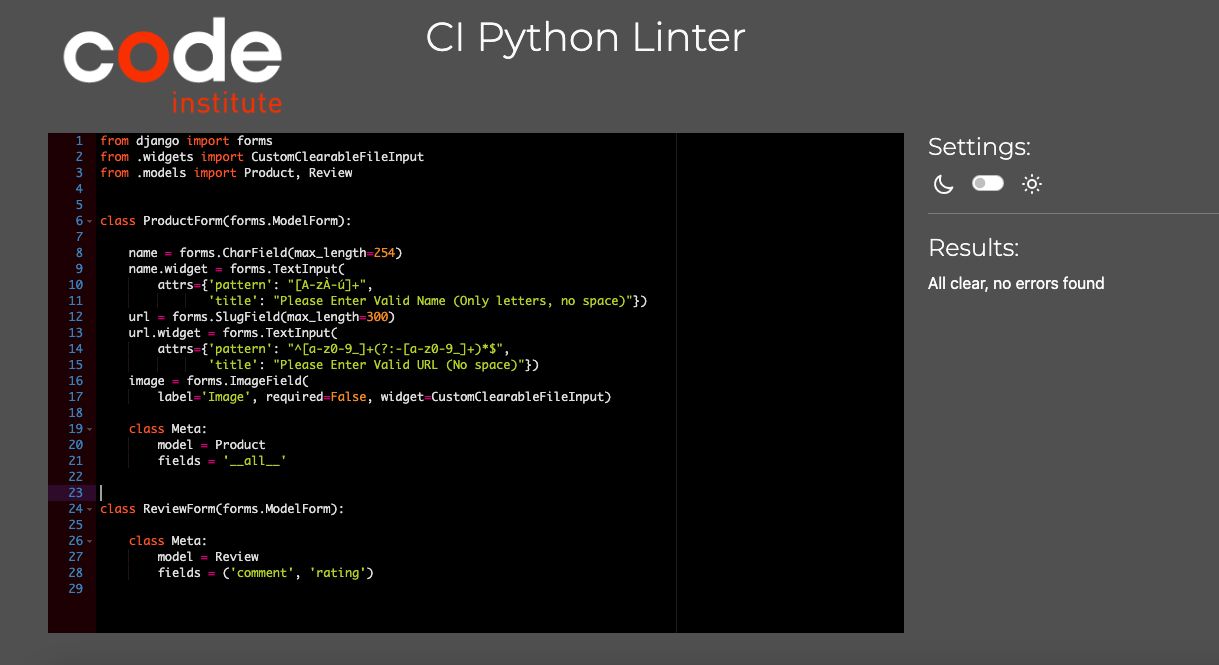 code
institute
CI Python Linter
1 from django import forms
2 from .widgets import CustomClearableFileInput
3 from .models import Product, Review
4
5
6 class ProductForm(forms.ModelForm):
7
8     name = forms.CharField(max_length=254)
9     name.widget = forms.TextInput(
10         attrs={'pattern': "[A-zÀ-ú]+",
11                'title': "Please Enter Valid Name (Only letters, no space)"})
12     url = forms.SlugField(max_length=300)
13     url.widget = forms.TextInput(
14         attrs={'pattern': "^[a-z0-9_]+(?:-[a-z0-9_]+)*$",
15                'title': "Please Enter Valid URL (No space)"})
16     image = forms.ImageField(
17         label='Image', required=False, widget=CustomClearableFileInput)
18
19     class Meta:
20         model = Product
21         fields = '__all__'
22
23
24 class ReviewForm(forms.ModelForm):
25
26     class Meta:
27         model = Review
28         fields = ('comment', 'rating')
29
Settings:
Results:
All clear, no errors found